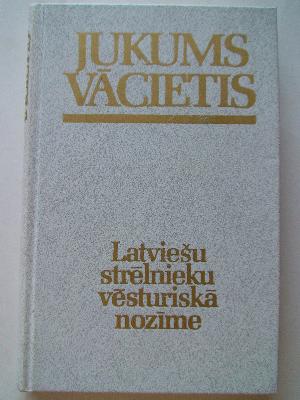 JUKUMS
VĀCIETIS
Latviešu
strēlnieku
vēsturiskā
nozīme